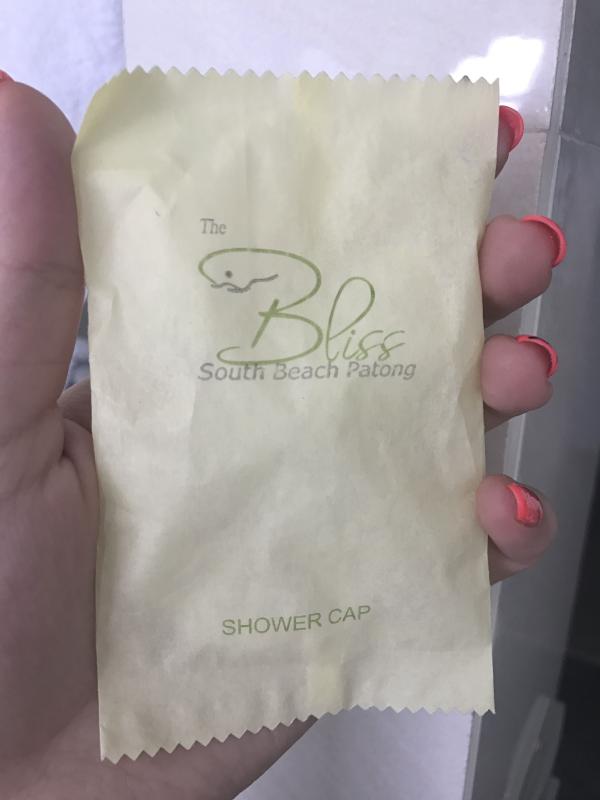 The
Bliss
South Beach Patong
SHOWER CAP